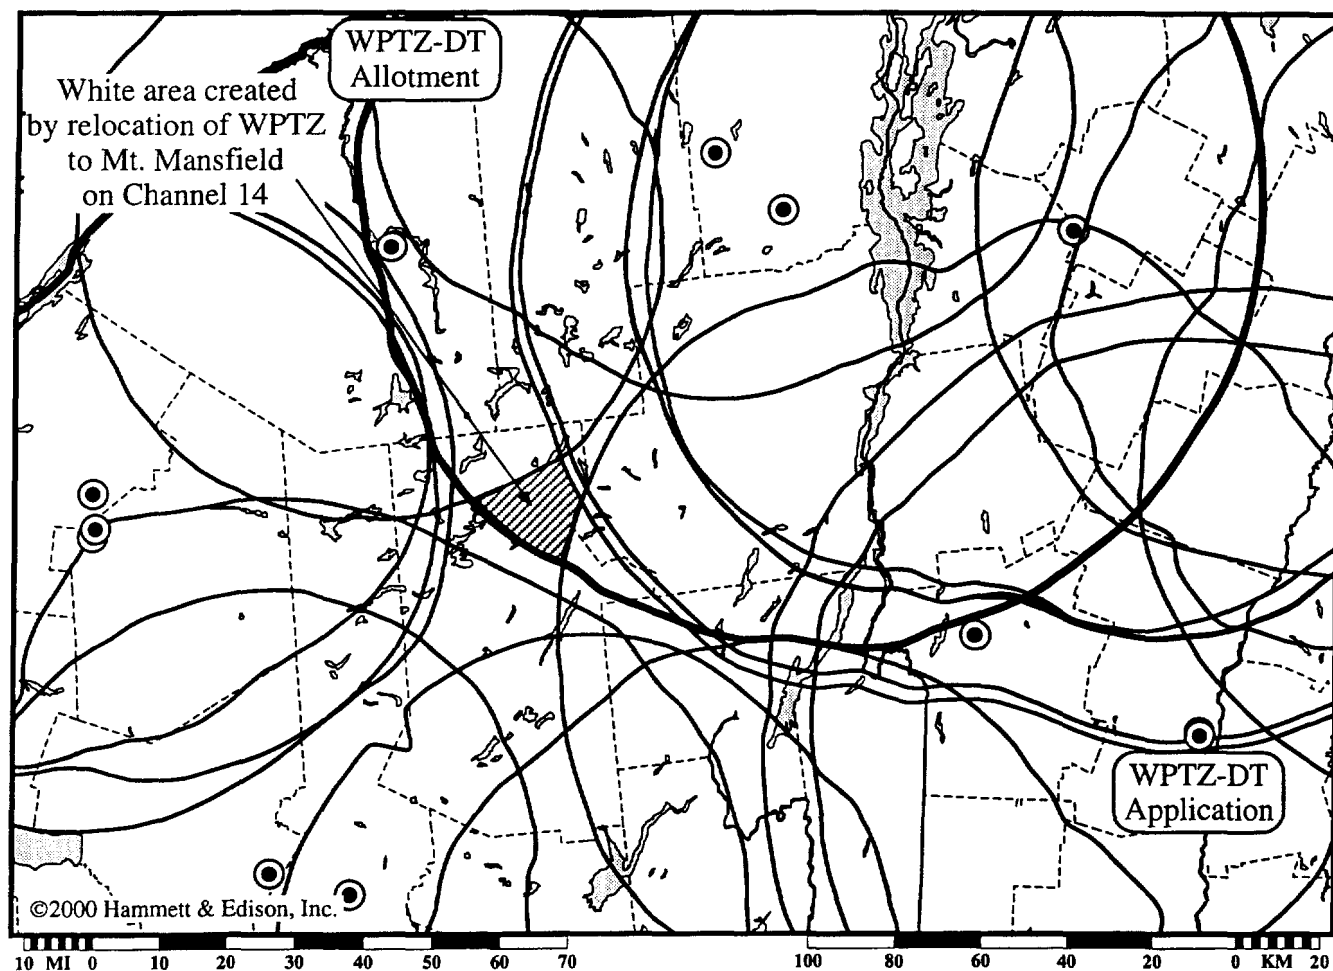 WPTZ-DT
Allotment
White area created
by relocation of WPTZ
to Mt. Mansfield
on Channel 14
WPTZ-DT
Application
©2000 Hammett & Edison, Inc.
10 MI 0 10 20 30 40 50 60 70 100 80 60 40 20 0 KM 20